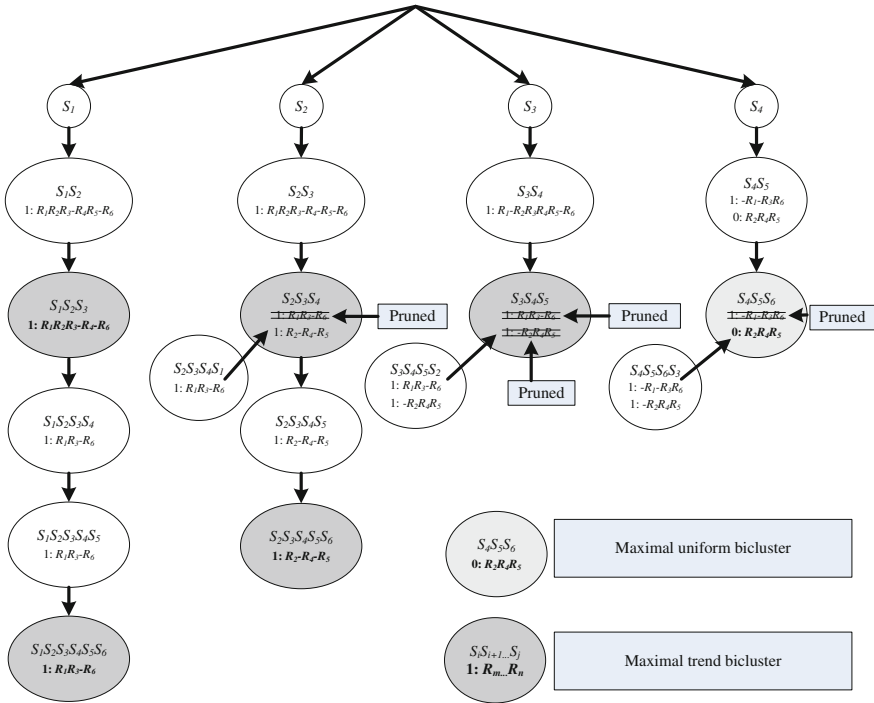 S₁ S₂ S₃ S₄
S₁S₂
1: R₁R₂R₃-R₄R₅-R₆
S₂S₃
1: R₁R₂R₃-R₄-R₅-R₆
S₃S₄
1: R₁-R₂R₃R₄R₅-R₆
S₄S₅
1: -R₁-R₃R₆
0: R₂R₄R₅
S₁S₂S₃
1: R₁R₂R₃-R₄-R₆
S₂S₃S₄
1: R₁R₃-R₆
1: R₂-R₄-R₅
Pruned
S₃S₄S₅
1: R₁R₃-R₆
1: -R₂R₄R₅
Pruned
S₄S₅S₆
1: -R₁-R₃R₆
0: R₂R₄R₅
Pruned
S₂S₃S₄S₁
1: R₁R₃-R₆
S₃S₄S₅S₂
1: R₁R₃-R₆
1: -R₂R₄R₅
Pruned
S₄S₅S₆S₃
1: -R₁-R₃R₆
1: -R₂R₄R₅
S₁S₂S₃S₄
1: R₁R₃-R₆
S₂S₃S₄S₅
1: R₂-R₄-R₅
S₁S₂S₃S₄S₅
1: R₁R₃-R₆
S₂S₃S₄S₅S₆
1: R₂-R₄-R₅
S₄S₅S₆
0: R₂R₄R₅
Maximal uniform bicluster
S₁S₂S₃S₄S₅S₆
1: R₁R₃-R₆
SᵢSᵢ₊₁...Sⱼ
1: Rₘ...Rₙ
Maximal trend bicluster